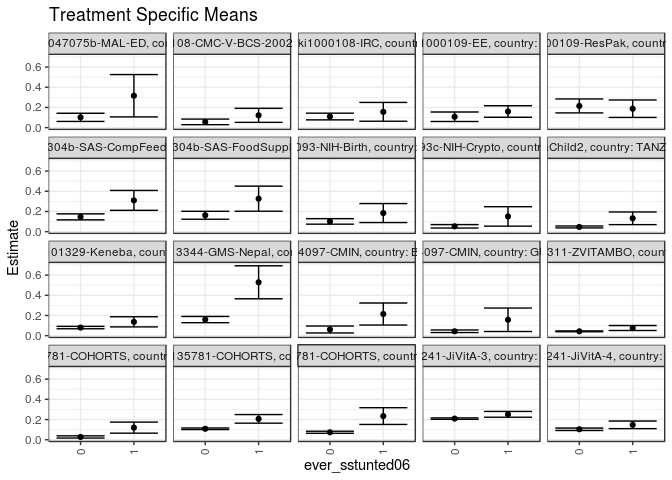 Treatment Specific Means
047075b-MAL-ED, cou
108-CMC-V-BCS-2002
ki1000108-IRC, count
1000109-EE, country:
00109-ResPak, countr
304b-SAS-CompFeed
304b-SAS-FoodSuppl
093-NIH-Birth, countr
93c-NIH-Crypto, countr
Child2, country: TANZ
01329-Keneba, coun
3344-GMS-Nepal, co
4097-CMIN, country: B
097-CMIN, country: G
311-ZVITAMBO, coun
781-COHORTS, countr
35781-COHORTS, co
781-COHORTS, countr
241-JiVitA-3, country:
241-JiVitA-4, country:
0.6
0.4
0.2
0.0
0.6
0.4
0.2
0.0
0.6
0.4
0.2
0.0
0.6
0.4
0.2
0.0
Estimate
0 1 0 1 0 1 0 1 0 1
ever_sstunted06